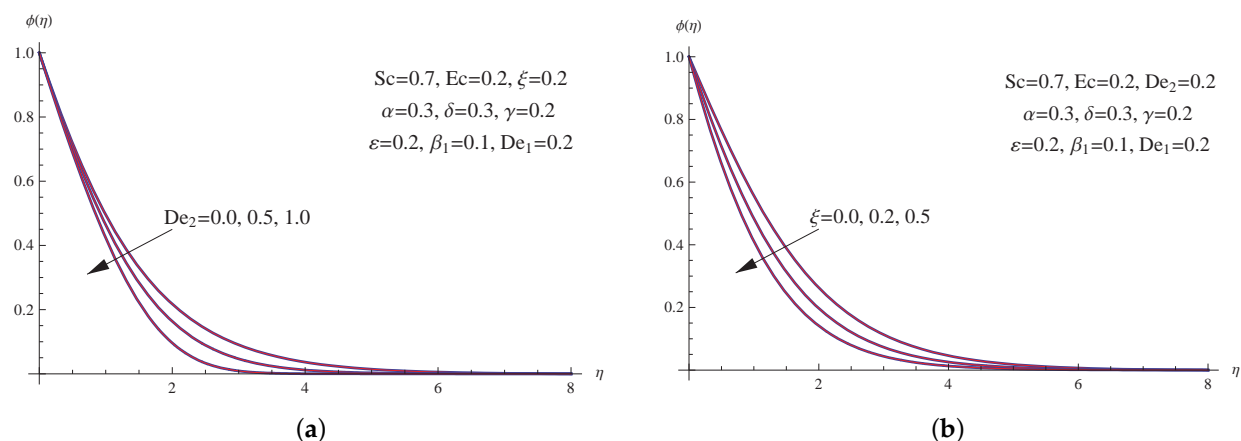 ϕ(η)
1.0
0.8
0.6
0.4
0.2
2
4
6
8
η
Sc=0.7, Ec=0.2, ξ=0.2
α=0.3, δ=0.3, γ=0.2
ε=0.2, β₁=0.1, De₁=0.2
De₂=0.0, 0.5, 1.0
(a)
ϕ(η)
1.0
0.8
0.6
0.4
0.2
2
4
6
8
η
Sc=0.7, Ec=0.2, De₂=0.2
α=0.3, δ=0.3, γ=0.2
ε=0.2, β₁=0.1, De₁=0.2
ξ=0.0, 0.2, 0.5
(b)